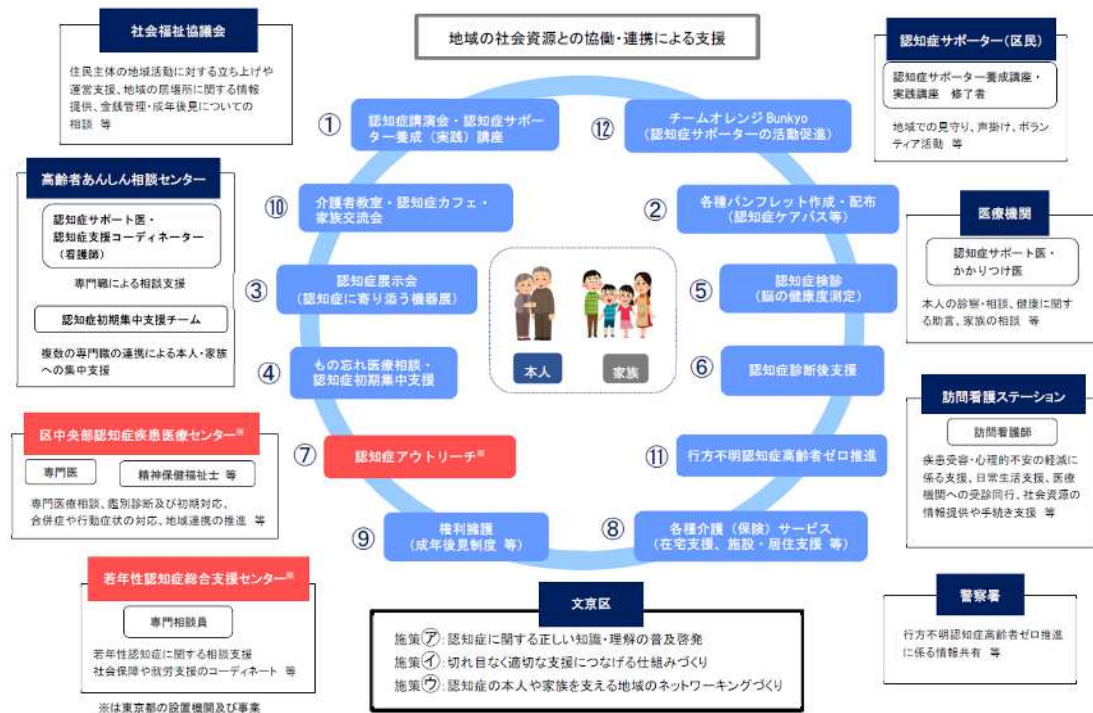 地域の社会資源との協働・連携による支援
社会福祉協議会
住民主体の地域活動に対する立ち上げや
運営支援、地域の居場所に関する情報
提供、金銭管理・成年後見についての
相談 等
高齢者あんしん相談センター
認知症サポート医・
認知症支援コーディネーター
(看護師)
専門職による相談支援
認知症初期集中支援チーム
複数の専門職の連携による本人・家族
への集中支援
区中央部認知症疾患医療センター※
専門医
精神保健福祉士 等
専門医療相談、鑑別診断及び初期対応、
合併症や行動症状の対応、地域連携の推進 等
若年性認知症総合支援センター※
専門相談員
若年性認知症に関する相談支援
社会保障や就労支援のコーディネート 等
※は東京都の設置機関及び事業
① 認知症講演会・認知症サポー
ター養成(実践)講座
⑫ チームオレンジ Bunkyo
(認知症サポーターの活動促進)
⑩ 介護者教室・認知症カフェ・
家族交流会
② 各種パンフレット作成・配布
(認知症ケアパス等)
③ 認知症展示会
(認知症に寄り添う機器展)
⑤ 認知症検診
(脳の健康度測定)
④ もの忘れ医療相談・
認知症初期集中支援
⑥ 認知症診断後支援
⑦ 認知症アウトリーチ※
⑪ 行方不明認知症高齢者ゼロ推進
⑨ 権利擁護
(成年後見制度 等)
⑧ 各種介護(保険)サービス
(在宅支援、施設・居住支援 等)
本人
家族
文京区
施策㋐:認知症に関する正しい知識・理解の普及啓発
施策㋑:切れ目なく適切な支援につなげる仕組みづくり
施策㋒:認知症の本人や家族を支える地域のネットワーキングづくり
認知症サポーター(区民)
認知症サポーター養成講座・
実践講座 修了者
地域での見守り、声掛け、ボラン
ティア活動 等
医療機関
認知症サポート医・
かかりつけ医
本人の診察・相談、健康に関する
助言、家族の相談 等
訪問看護ステーション
訪問看護師
疾患受容・心理的不安の軽減に
係る支援、日常生活支援、医療
機関への受診同行、社会資源の
情報提供や手続き支援 等
警察署
行方不明認知症高齢者ゼロ推進
に係る情報共有 等